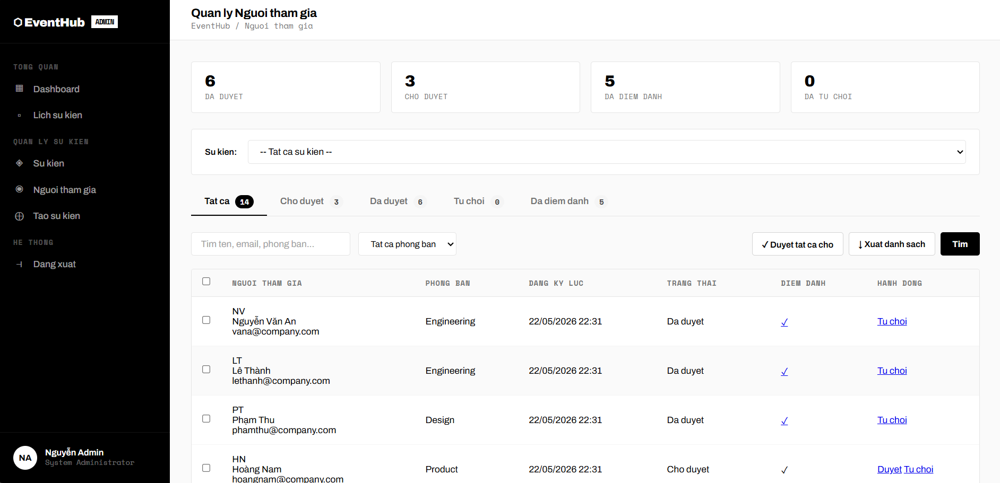 EventHub ADMIN
TONG QUAN
Dashboard
Lich su kien
QUAN LY SU KIEN
Su kien
Nguoi tham gia
Tao su kien
HE THONG
Dang xuat
NA
Nguyễn Admin
System Administrator
Quan ly Nguoi tham gia
EventHub / Nguoi tham gia
6
DA DUYET
3
CHO DUYET
5
DA DIEM DANH
0
DA TU CHOI
Su kien: -- Tat ca su kien --
Tat ca 14 Cho duyet 3 Da duyet 6 Tu choi 0 Da diem danh 5
Tim ten, email, phong ban... Tat ca phong ban ✓ Duyet tat ca cho ↓ Xuat danh sach Tim
NGUOI THAM GIA PHONG BAN DANG KY LUC TRANG THAI DIEM DANH HANH DONG
NV
Nguyễn Văn An Engineering 22/05/2026 22:31 Da duyet ✓ Tu choi
vana@company.com
LT
Lê Thành Engineering 22/05/2026 22:31 Da duyet ✓ Tu choi
lethanh@company.com
PT
Phạm Thu Design 22/05/2026 22:31 Da duyet ✓ Tu choi
phamthu@company.com
HN
Hoàng Nam Product 22/05/2026 22:31 Cho duyet ✓ Duyet Tu choi
hoangnam@company.com